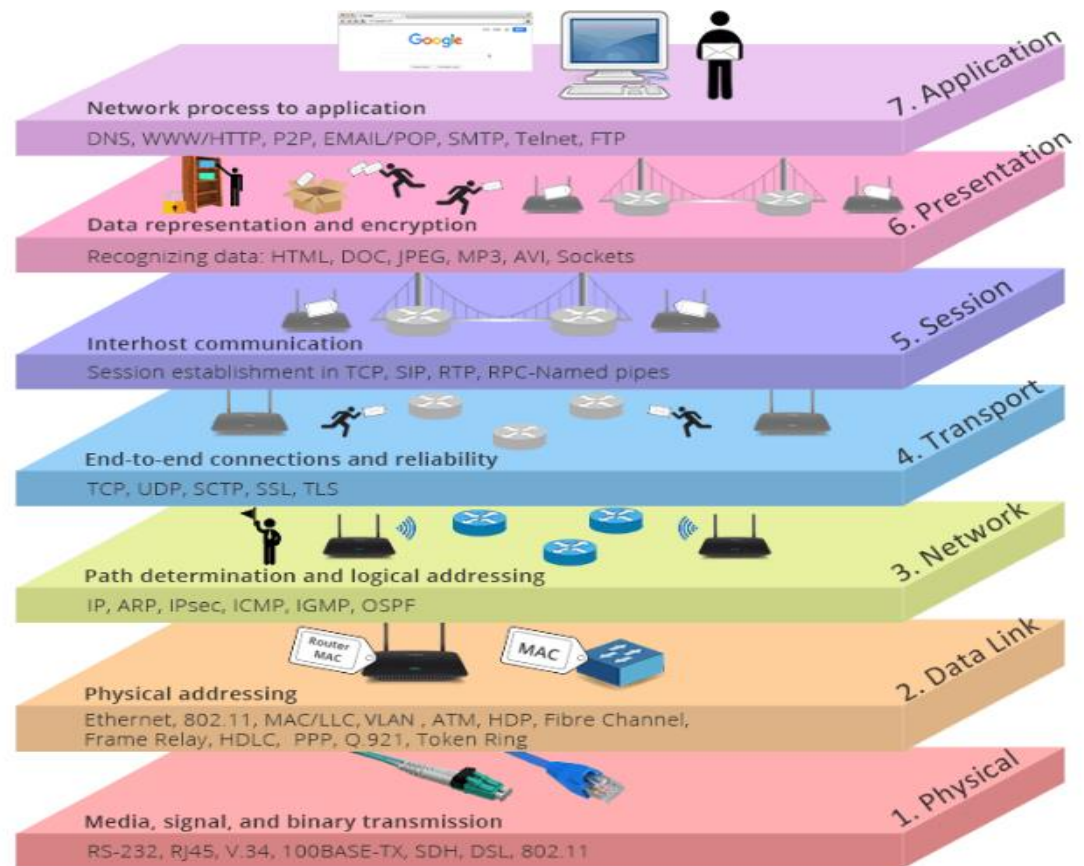 Google
Network process to application
7. Application
DNS, WWW/HTTP, P2P, EMAIL/POP, SMTP, Telnet, FTP
Data representation and encryption
6. Presentation
Recognizing data: HTML, DOC, JPEG, MP3, AVI, Sockets
Interhost communication
5. Session
Session establishment in TCP, SIP, RTP, RPC-Named pipes
End-to-end connections and reliability
4. Transport
TCP, UDP, SCTP, SSL, TLS
Path determination and logical addressing
3. Network
IP, ARP, IPsec, ICMP, IGMP, OSPF
Router
MAC
MAC
Physical addressing
2. Data Link
Ethernet, 802.11, MAC/LLC, VLAN , ATM, HDP, Fibre Channel,
Frame Relay, HDLC, PPP, Q 921, Token Ring
Media, signal, and binary transmission
1. Physical
RS-232, RJ45, V.34, 100BASE-TX, SDH, DSL, 802.11